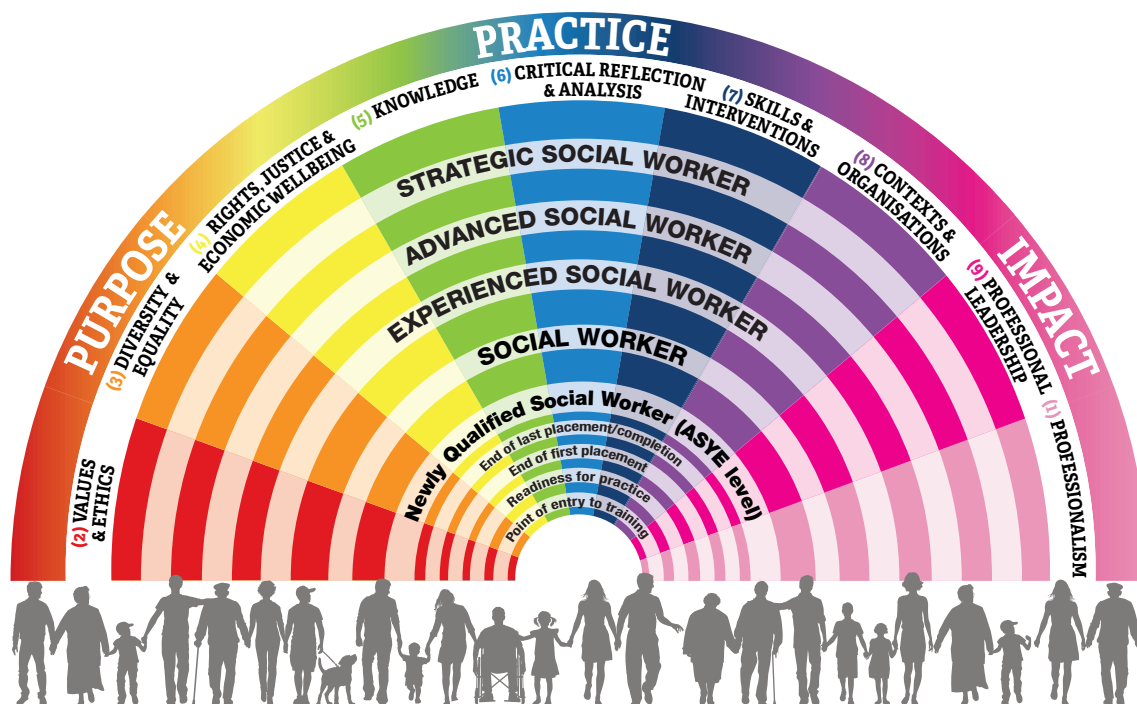 PURPOSE
PRACTICE
IMPACT
(2) VALUES
& ETHICS
(3) DIVERSITY &
EQUALITY
(4) RIGHTS, JUSTICE &
ECONOMIC WELLBEING
(5) KNOWLEDGE
(6) CRITICAL REFLECTION
& ANALYSIS
(7) SKILLS &
INTERVENTIONS
(8) CONTEXTS &
ORGANISATIONS
(9) PROFESSIONAL
LEADERSHIP
(1) PROFESSIONALISM
STRATEGIC SOCIAL WORKER
ADVANCED SOCIAL WORKER
EXPERIENCED SOCIAL WORKER
SOCIAL WORKER
Newly Qualified Social Worker (ASYE level)
End of last placement/completion
End of first placement
Readiness for practice
Point of entry to training